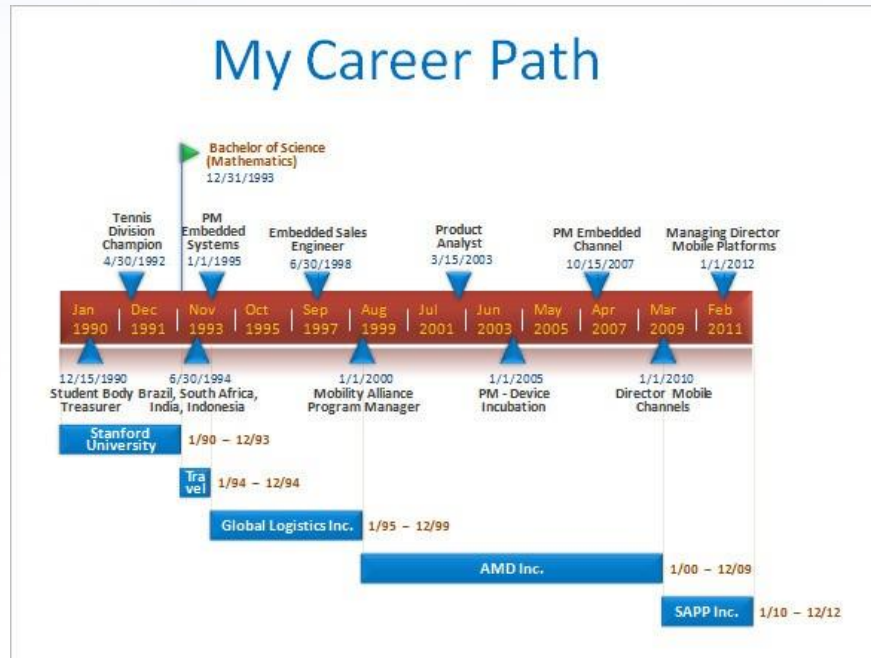 My Career Path
Bachelor of Science
(Mathematics)
12/31/1993
Tennis
Division
Champion
4/30/1992
PM
Embedded
Systems
1/1/1995
Embedded Sales
Engineer
6/30/1998
Product
Analyst
3/15/2003
PM Embedded
Channel
10/15/2007
Managing Director
Mobile Platforms
1/1/2012
Jan
1990
Dec
1991
Nov
1993
Oct
1995
Sep
1997
Aug
1999
Jul
2001
Jun
2003
May
2005
Apr
2007
Mar
2009
Feb
2011
12/15/1990
Student Body
Treasurer
6/30/1994
Brazil, South Africa,
India, Indonesia
1/1/2000
Mobility Alliance
Program Manager
1/1/2005
PM - Device
Incubation
1/1/2010
Director Mobile
Channels
Stanford
University
1/90 – 12/93
Tra
vel
1/94 – 12/94
Global Logistics Inc.
1/95 – 12/99
AMD Inc.
1/00 – 12/09
SAPP Inc.
1/10 – 12/12